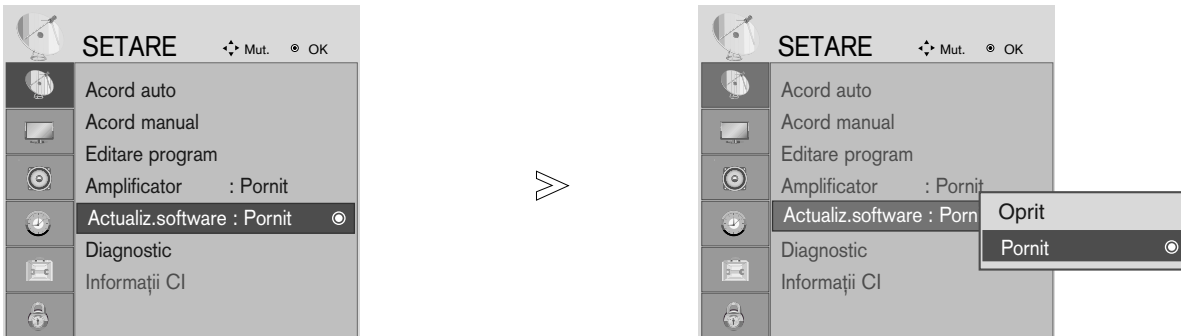 SETARE Mut. OK
Acord auto
Acord manual
Editare program
Amplificator : Pornit
Actualiz.software : Pornit
Diagnostic
Informații CI
SETARE Mut. OK
Acord auto
Acord manual
Editare program
Amplificator : Pornit
Actualiz.software : Porn
Diagnostic
Informații CI
Oprit
Pornit